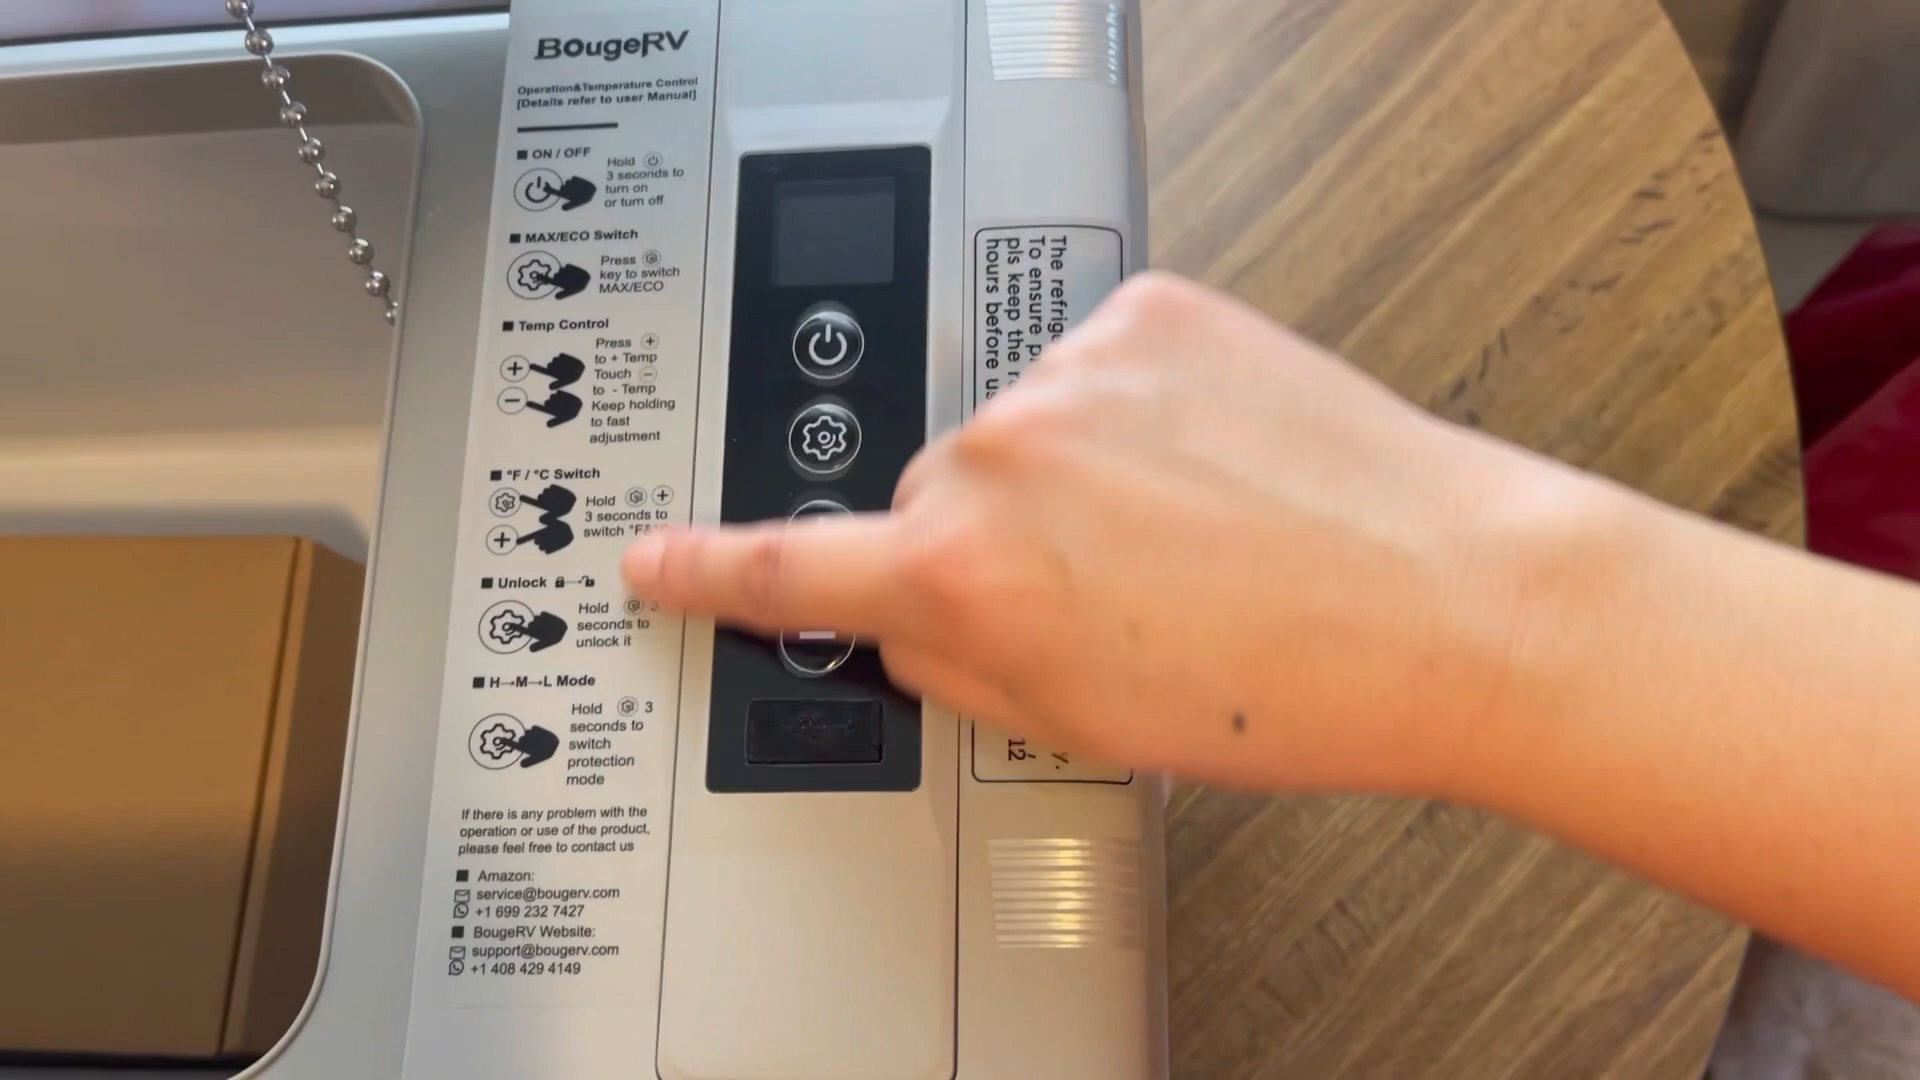 BougeRV
Operation&Temperature Control
[Details refer to user Manual]
ON / OFF
Hold
3 seconds to
turn on
or turn off
MAX/ECO Switch
Press
key to switch
MAX/ECO
Temp Control
Press +
to + Temp
Touch −
to - Temp
Keep holding
to fast
adjustment
°F / °C Switch
Hold +
3 seconds to
switch °F
Unlock
Hold 3
seconds to
unlock it
H→M→L Mode
Hold 3
seconds to
switch
protection
mode
If there is any problem with the
operation or use of the product,
please feel free to contact us
Amazon:
service@bougerv.com
+1 699 232 7427
BougeRV Website:
support@bougerv.com
+1 408 429 4149
The
To ensure
pls keep the
hours before
12